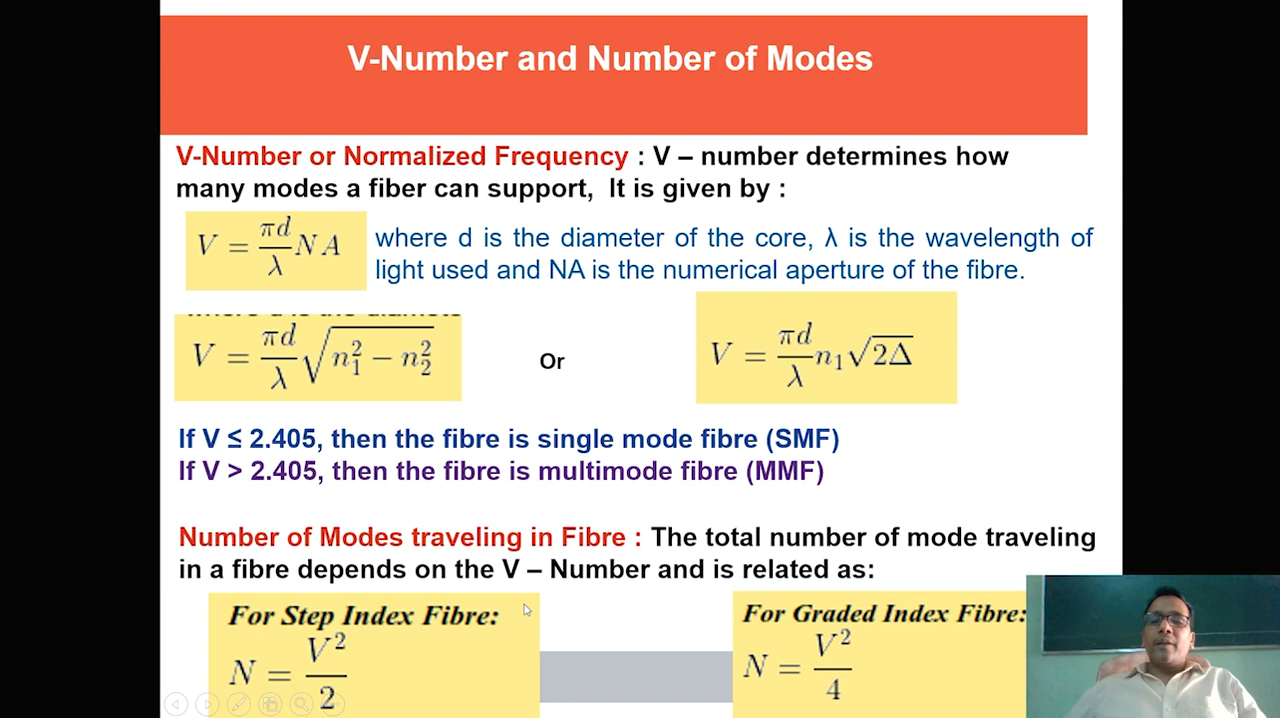 V-Number and Number of Modes
V-Number or Normalized Frequency : V – number determines how
many modes a fiber can support, It is given by :
V = πd/λ NA
where d is the diameter of the core, λ is the wavelength of
light used and NA is the numerical aperture of the fibre.
V = πd/λ √(n₁² − n₂²)
Or
V = πd/λ n₁√2Δ
If V ≤ 2.405, then the fibre is single mode fibre (SMF)
If V > 2.405, then the fibre is multimode fibre (MMF)
Number of Modes traveling in Fibre : The total number of mode traveling
in a fibre depends on the V – Number and is related as:
For Step Index Fibre:
N = V²/2
For Graded Index Fibre:
N = V²/4